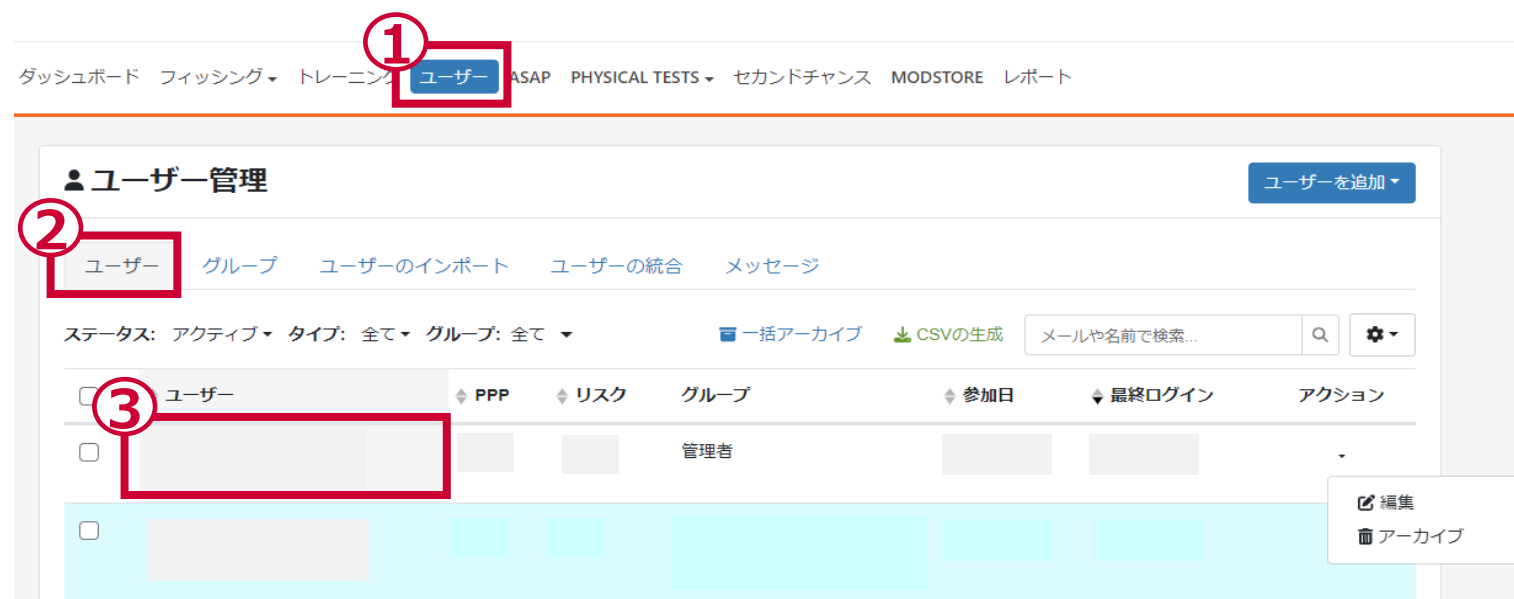 ①
ダッシュボード フィッシング トレーニング ユーザー ASAP PHYSICAL TESTS セカンドチャンス MODSTORE レポート
ユーザー管理
ユーザーを追加
②
ユーザー グループ ユーザーのインポート ユーザーの統合 メッセージ
ステータス: アクティブ タイプ: 全て グループ: 全て 一括アーカイブ CSVの生成 メールや名前で検索...
③
ユーザー PPP リスク グループ 参加日 最終ログイン アクション
管理者
編集
アーカイブ